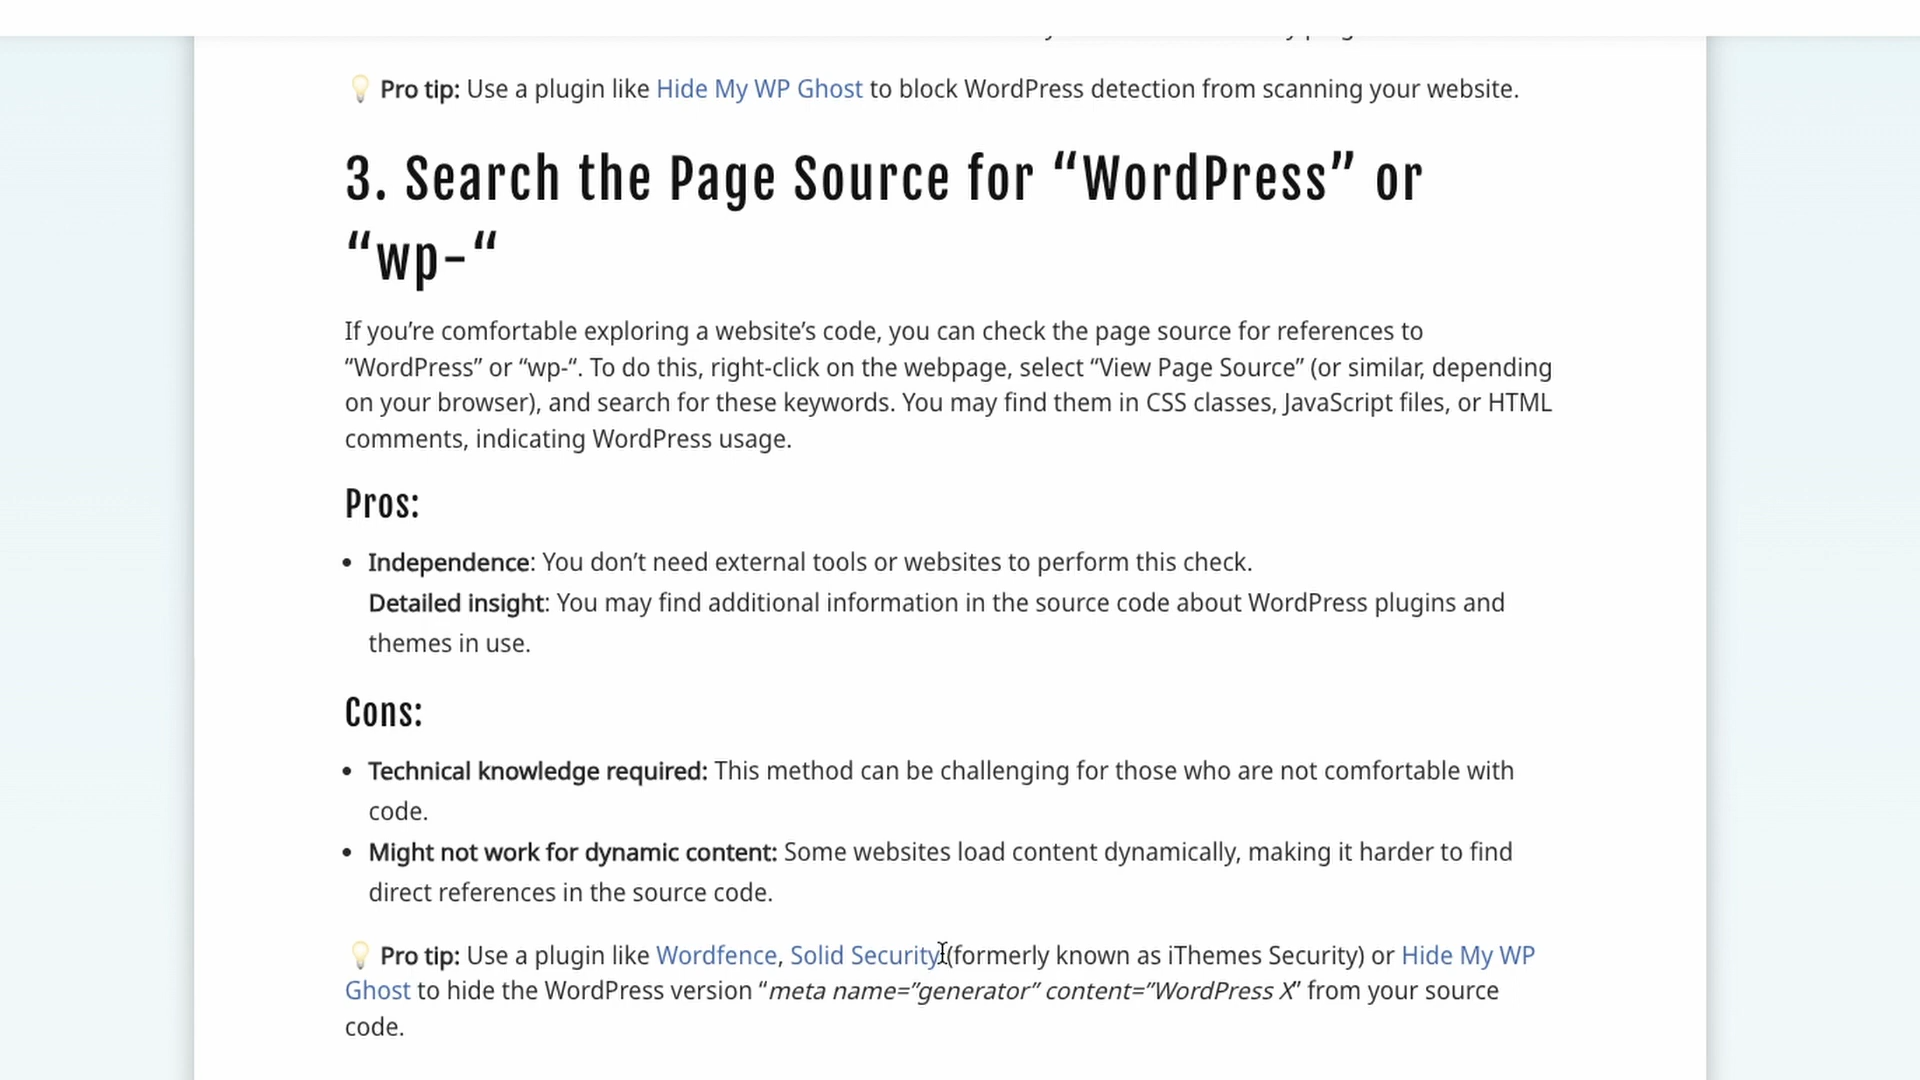 Pro tip: Use a plugin like Hide My WP Ghost to block WordPress detection from scanning your website.
3. Search the Page Source for “WordPress” or
“wp-“
If you’re comfortable exploring a website’s code, you can check the page source for references to
“WordPress” or “wp-“. To do this, right-click on the webpage, select “View Page Source” (or similar, depending
on your browser), and search for these keywords. You may find them in CSS classes, JavaScript files, or HTML
comments, indicating WordPress usage.
Pros:
• Independence: You don’t need external tools or websites to perform this check.
Detailed insight: You may find additional information in the source code about WordPress plugins and
themes in use.
Cons:
• Technical knowledge required: This method can be challenging for those who are not comfortable with
code.
• Might not work for dynamic content: Some websites load content dynamically, making it harder to find
direct references in the source code.
Pro tip: Use a plugin like Wordfence, Solid Security (formerly known as iThemes Security) or Hide My WP
Ghost to hide the WordPress version “meta name=”generator” content=”WordPress X” from your source
code.